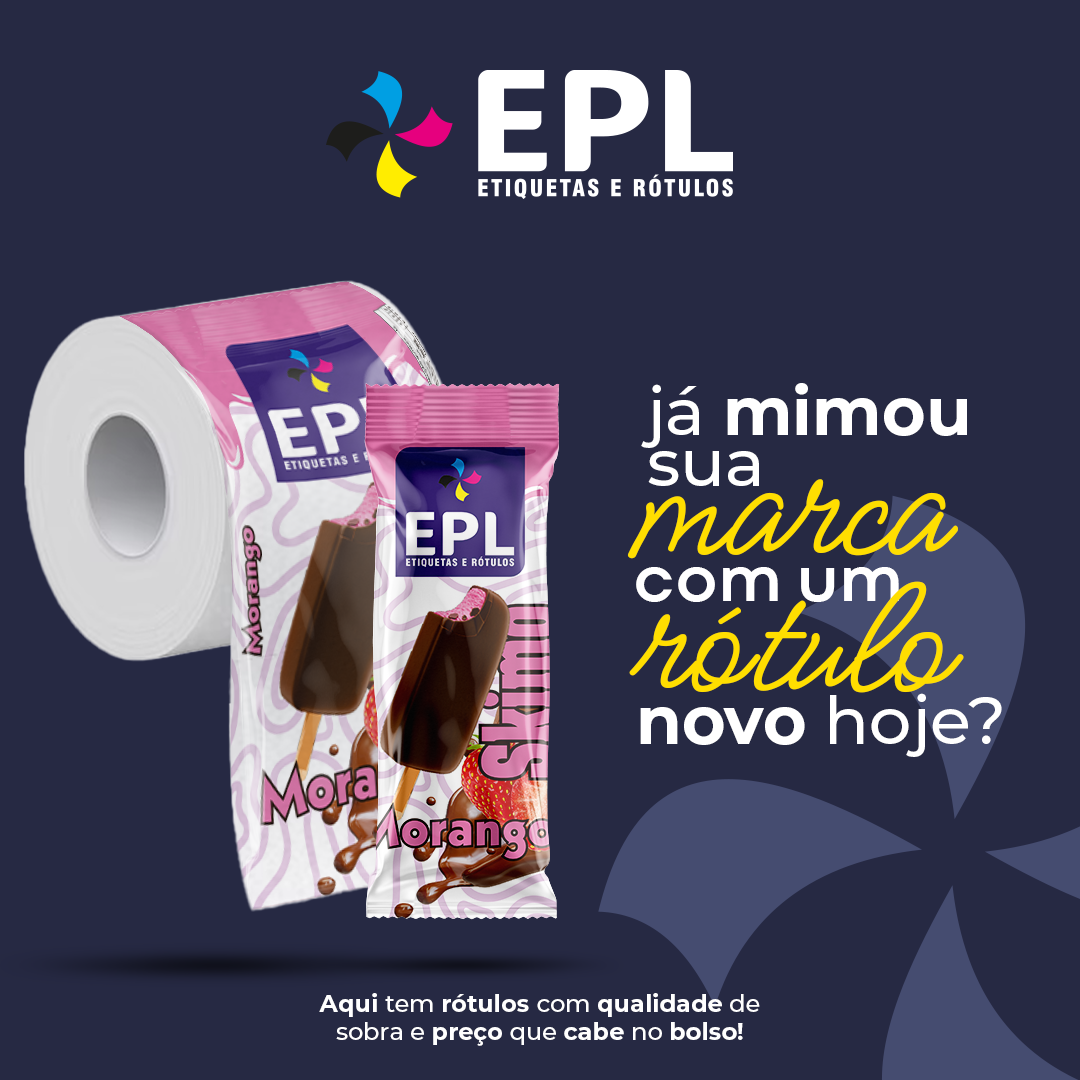 EPL
ETIQUETAS E RÓTULOS
EPL
ETIQUETAS E
Morango
Mora
EPL
ETIQUETAS E RÓTULOS
Skimo
Morango
já mimou
sua
marca
com um
rótulo
novo hoje?
Aqui tem rótulos com qualidade de
sobra e preço que cabe no bolso!